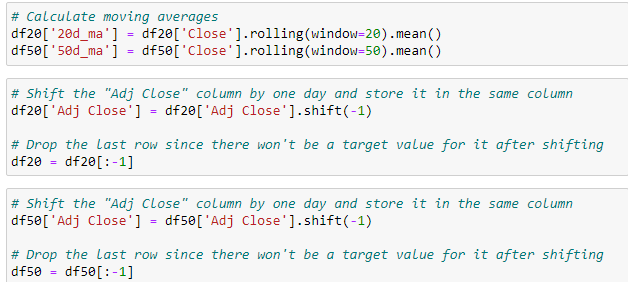 # Calculate moving averages
df20['20d_ma'] = df20['Close'].rolling(window=20).mean()
df50['50d_ma'] = df50['Close'].rolling(window=50).mean()
# Shift the "Adj Close" column by one day and store it in the same column
df20['Adj Close'] = df20['Adj Close'].shift(-1)
# Drop the last row since there won't be a target value for it after shifting
df20 = df20[:-1]
# Shift the "Adj Close" column by one day and store it in the same column
df50['Adj Close'] = df50['Adj Close'].shift(-1)
# Drop the last row since there won't be a target value for it after shifting
df50 = df50[:-1]